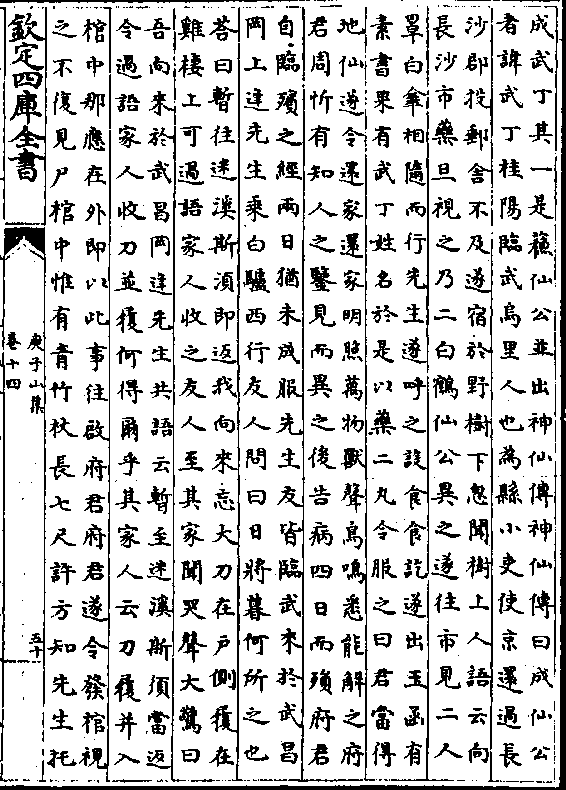 成武丁其一是蘓仙公並出神仙傳神仙傳曰成仙公
者諱武丁桂陽臨武烏里人也為縣小吏使京還過長
沙郡投郵舍不及遂宿於野樹下忽聞樹上人語云向
長沙市藥旦視之乃二白鶴仙公異之遂往市見二人
罩白傘相隨而行先生遂呼之設食食訖遂出玉函有
素書果有武丁姓名於是以藥二丸令服之曰君當得
地仙遂令還家還家明照萬物獸聲鳥鳴悉能解之府
君周忻有知人之鑒見而異之後告病四日而殞府君
自臨殯之經兩日猶未成服先生友皆臨武來於武昌
岡上逢先生乘白驢西行友人問曰日將暮何所之也
荅曰暫往迷溪斯須即返我向來忘大刀在戶側履在
雞棲上可過語家人收之友人至其家聞哭聲大驚曰
吾向來於武昌岡逢先生共語云暫至迷溪斯須當返
令過語家人收刀並履何得爾乎其家人云刀履并入
棺中那應在外即以此事往啟府君府君遂令發棺視
之不復見尸棺中惟有青竹杖長七尺許方知先生托
欽定四庫全書
庾子山集
卷十四
五十